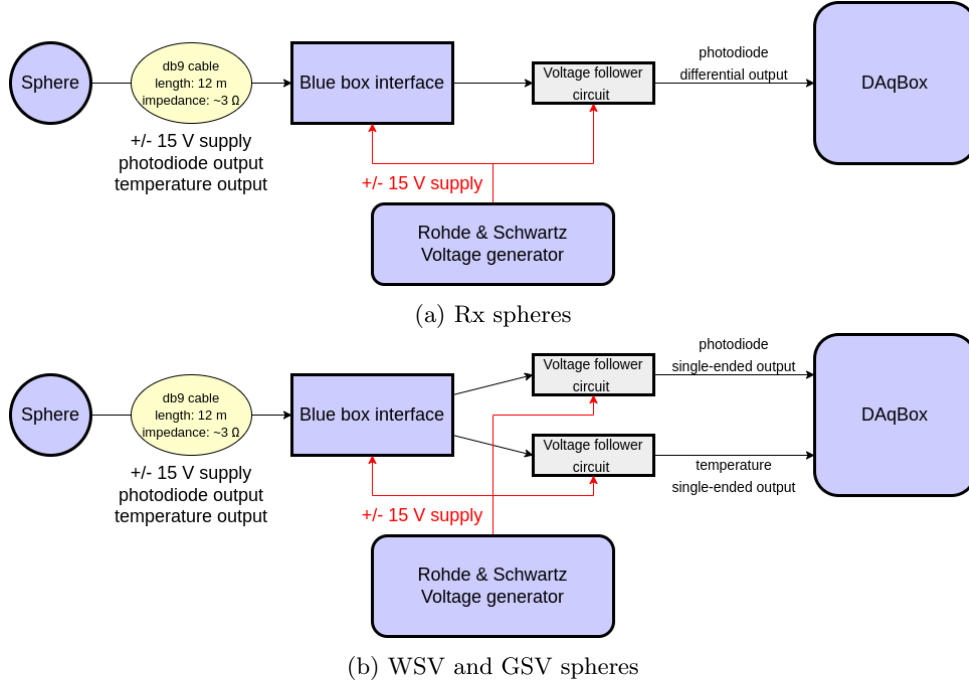 Sphere
db9 cable
length: 12 m
impedance: ~3 Ω
+/- 15 V supply
photodiode output
temperature output
Blue box interface
Voltage follower
circuit
photodiode
differential output
DAqBox
+/- 15 V supply
Rohde & Schwartz
Voltage generator
(a) Rx spheres
Sphere
db9 cable
length: 12 m
impedance: ~3 Ω
+/- 15 V supply
photodiode output
temperature output
Blue box interface
Voltage follower
circuit
photodiode
single-ended output
Voltage follower
circuit
temperature
single-ended output
DAqBox
+/- 15 V supply
Rohde & Schwartz
Voltage generator
(b) WSV and GSV spheres